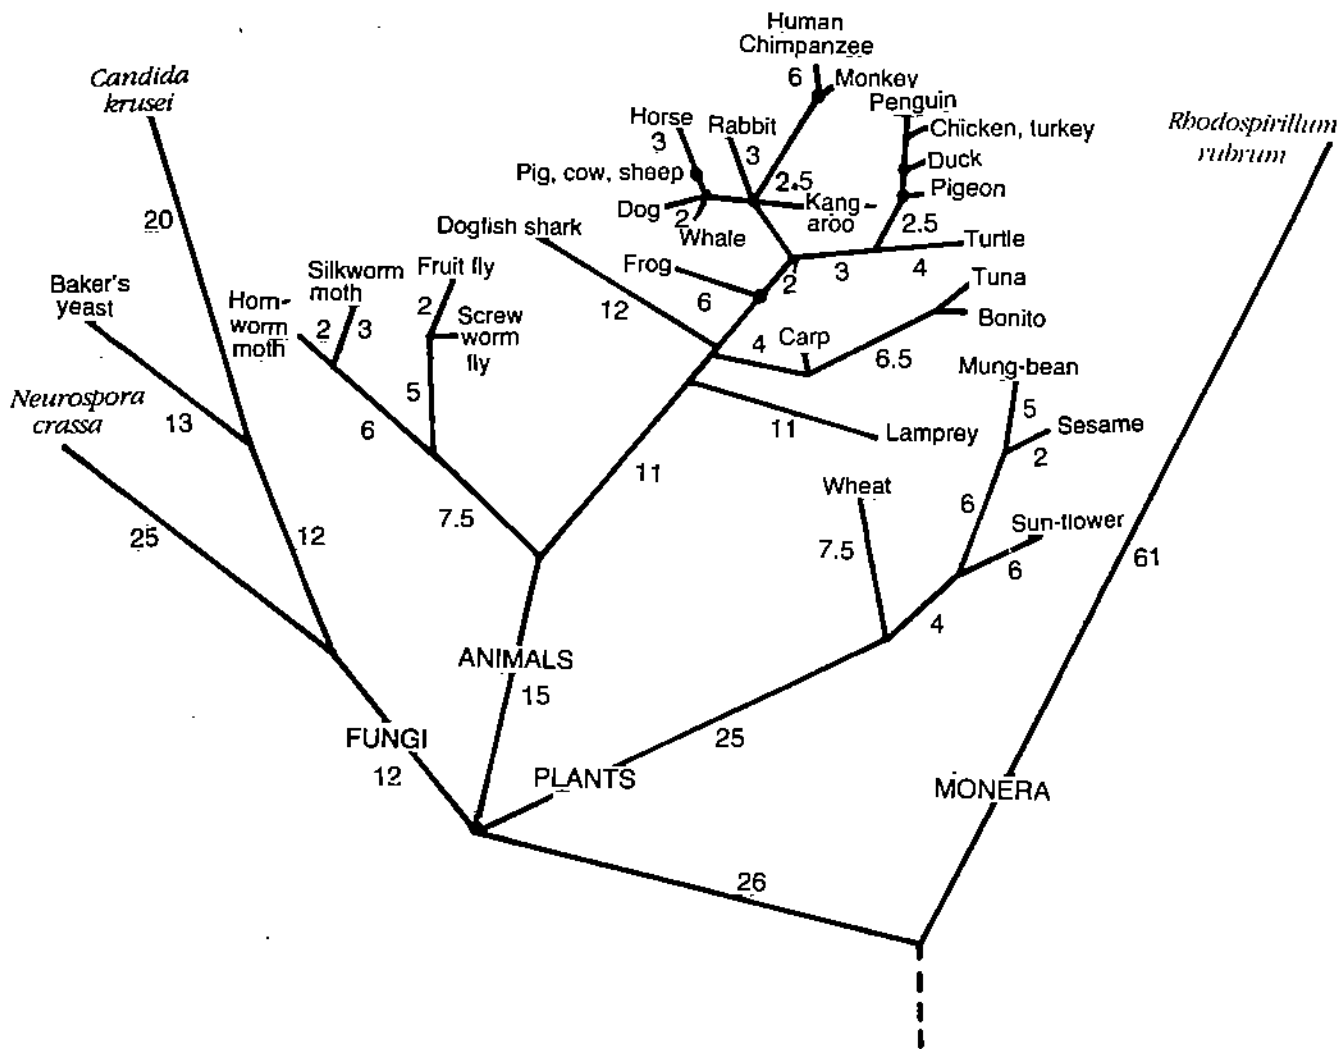 Human
Chimpanzee
6
Monkey
Candida
krusei
Penguin
Horse
Rabbit
Chicken, turkey
Rhodospirillum
rubrum
3
3
Duck
Pig, cow, sheep
2.5
Pigeon
Dog
2
Kang-
aroo
Dogfish shark
Whale
2.5
20
Turtle
Silkworm
moth
Fruit fly
Frog
2
3
4
Tuna
Baker's
yeast
Horn-
worm
moth
2
3
2
Screw
worm
fly
12
6
4
Carp
Bonito
6.5
Mung-bean
Neurospora
crassa
13
5
5
6
11
Lamprey
Sesame
2
11
Wheat
6
Sun-flower
7.5
25
12
7.5
6
61
4
ANIMALS
15
FUNGI
25
12
PLANTS
MONERA
26